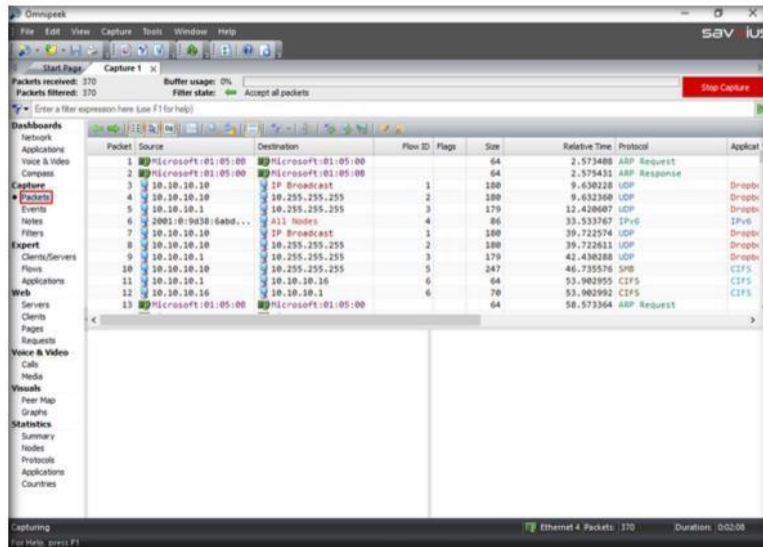 Omnipeek
File Edit View Capture Tools Window Help
savvius
Start Page Capture 1
Packets received: 370 Buffer usage: 0%
Packets filtered: 370 Filter state: Accept all packets
Stop Capture
Enter a filter expression here (use F1 for help)
Dashboards
Network
Applications
Voice & Video
Compass
Capture
Packets
Events
Notes
Filters
Expert
Clients/Servers
Flows
Applications
Web
Servers
Clients
Pages
Requests
Voice & Video
Calls
Media
Visuals
Peer Map
Graphs
Statistics
Summary
Nodes
Protocols
Applications
Countries
Packet Source Destination Flow ID Flags Size Relative Time Protocol Applicat
1 Microsoft:01:05:00 Microsoft:01:05:00 64 2.573408 ARP Request
2 Microsoft:01:05:00 Microsoft:01:05:00 64 2.575431 ARP Response
3 10.10.10.10 IP Broadcast 1 180 9.630228 UDP Dropbo
4 10.10.10.10 10.255.255.255 2 180 9.632360 UDP Dropbo
5 10.10.10.1 10.255.255.255 3 179 12.420607 UDP Dropbo
6 2001:0:9d38:6abd... All Nodes 4 86 33.533767 IPv6 IPv6
7 10.10.10.10 IP Broadcast 1 180 39.722574 UDP Dropbo
8 10.10.10.10 10.255.255.255 2 180 39.722611 UDP Dropbo
9 10.10.10.1 10.255.255.255 3 179 42.430288 UDP Dropbo
10 10.10.10.10 10.255.255.255 5 247 46.735576 SMB CIFS
11 10.10.10.1 10.10.10.16 6 64 53.902955 CIFS CIFS
12 10.10.10.16 10.10.10.1 6 70 53.902992 CIFS CIFS
13 Microsoft:01:05:00 Microsoft:01:05:00 64 58.573364 ARP Request
Capturing Ethernet 4 Packets: 370 Duration: 0:02:08
For Help, press F1